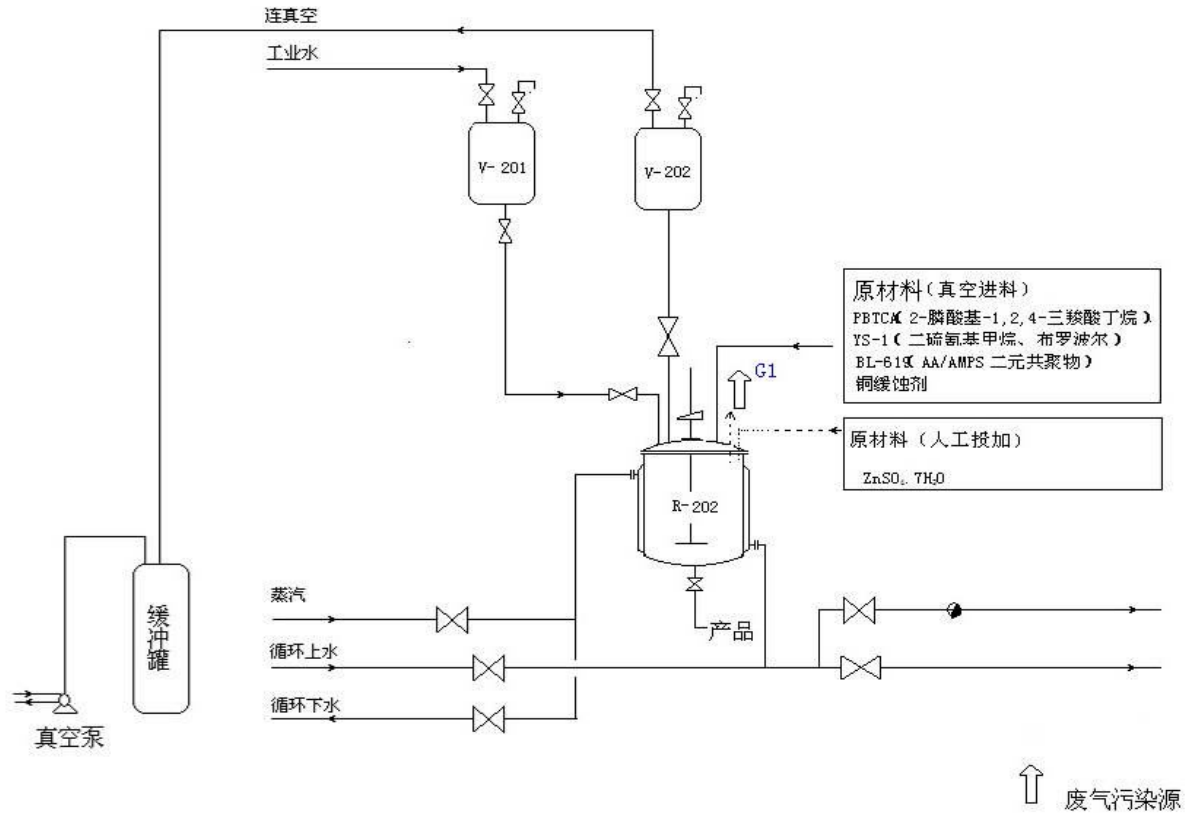 连真空
工业水
V-201
V-202
原材料(真空进料)
PBTCA(2-膦酸基-1,2,4-三羧酸丁烷)
YS-1(二硫氰基甲烷、布罗波尔)
BL-619(AA/AMPS 二元共聚物)
铜缓蚀剂
G1
原材料(人工投加)
ZnSO₄.7H₂O
R-202
蒸汽
产品
缓冲罐
循环上水
循环下水
真空泵
废气污染源